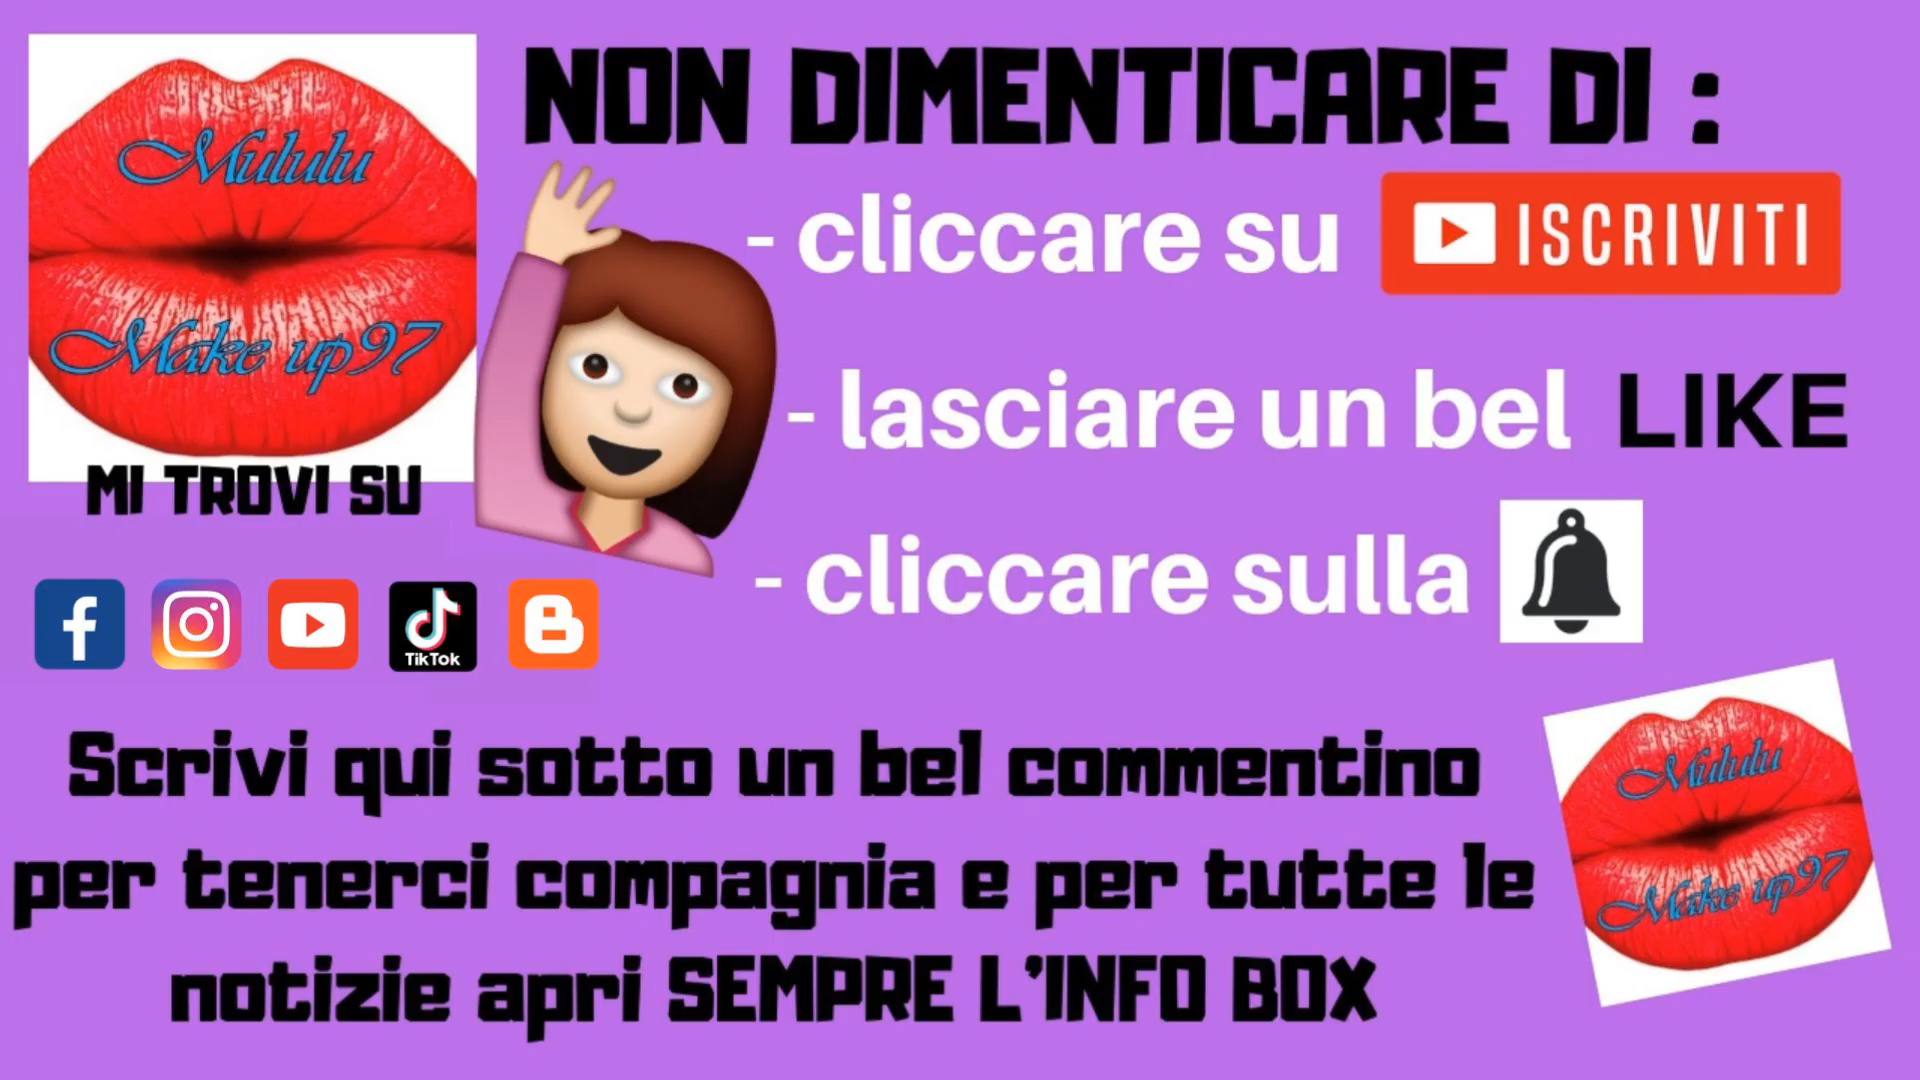 Mululu
Make up97
MI TROVI SU
TikTok
NON DIMENTICARE DI :
- cliccare su ISCRIVITI
- lasciare un bel LIKE
- cliccare sulla
Scrivi qui sotto un bel commentino
per tenerci compagnia e per tutte le
notizie apri SEMPRE L'INFO BOX
Mululu
Make up97